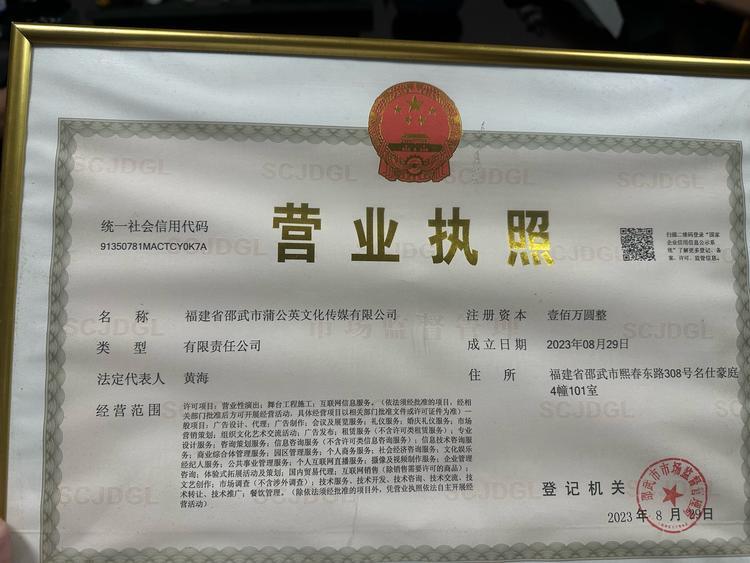 营业执照
统一社会信用代码
91350781MACTCY0K7A
扫描二维码登录“国家
企业信用信息公示系
统”了解更多登记、备
案、许可、监管信息。
名 称 福建省邵武市蒲公英文化传媒有限公司
类 型 有限责任公司
法定代表人 黄海
经营范围 许可项目：营业性演出；舞台工程施工；互联网信息服务。（依法须经批准的项目，经相
关部门批准后方可开展经营活动，具体经营项目以相关部门批准文件或许可证件为准）一
般项目：广告设计、代理；广告制作；会议及展览服务；礼仪服务；婚庆礼仪服务；市场
营销策划；组织文化艺术交流活动；广告发布；租赁服务（不含许可类租赁服务）；专业
设计服务；咨询策划服务；信息咨询服务（不含许可类信息咨询服务）；信息技术咨询服
务；商业综合体管理服务；园区管理服务；个人商务服务；社会经济咨询服务；文化娱乐
经纪人服务；公共事业管理服务；个人互联网直播服务；摄像及视频制作服务；企业管理
咨询；体验式拓展活动及策划；国内贸易代理；互联网销售（除销售需要许可的商品）；
文艺创作；市场调查（不含涉外调查）；技术服务、技术开发、技术咨询、技术交流、技
术转让、技术推广；餐饮管理。（除依法须经批准的项目外，凭营业执照依法自主开展经
营活动）
注册资本 壹佰万圆整
成立日期 2023年08月29日
住 所 福建省邵武市熙春东路308号名仕豪庭
4幢101室
登记机关
邵武市市场监督管理局
2023年 8 月 29日
SCJDGL
市场监督管理